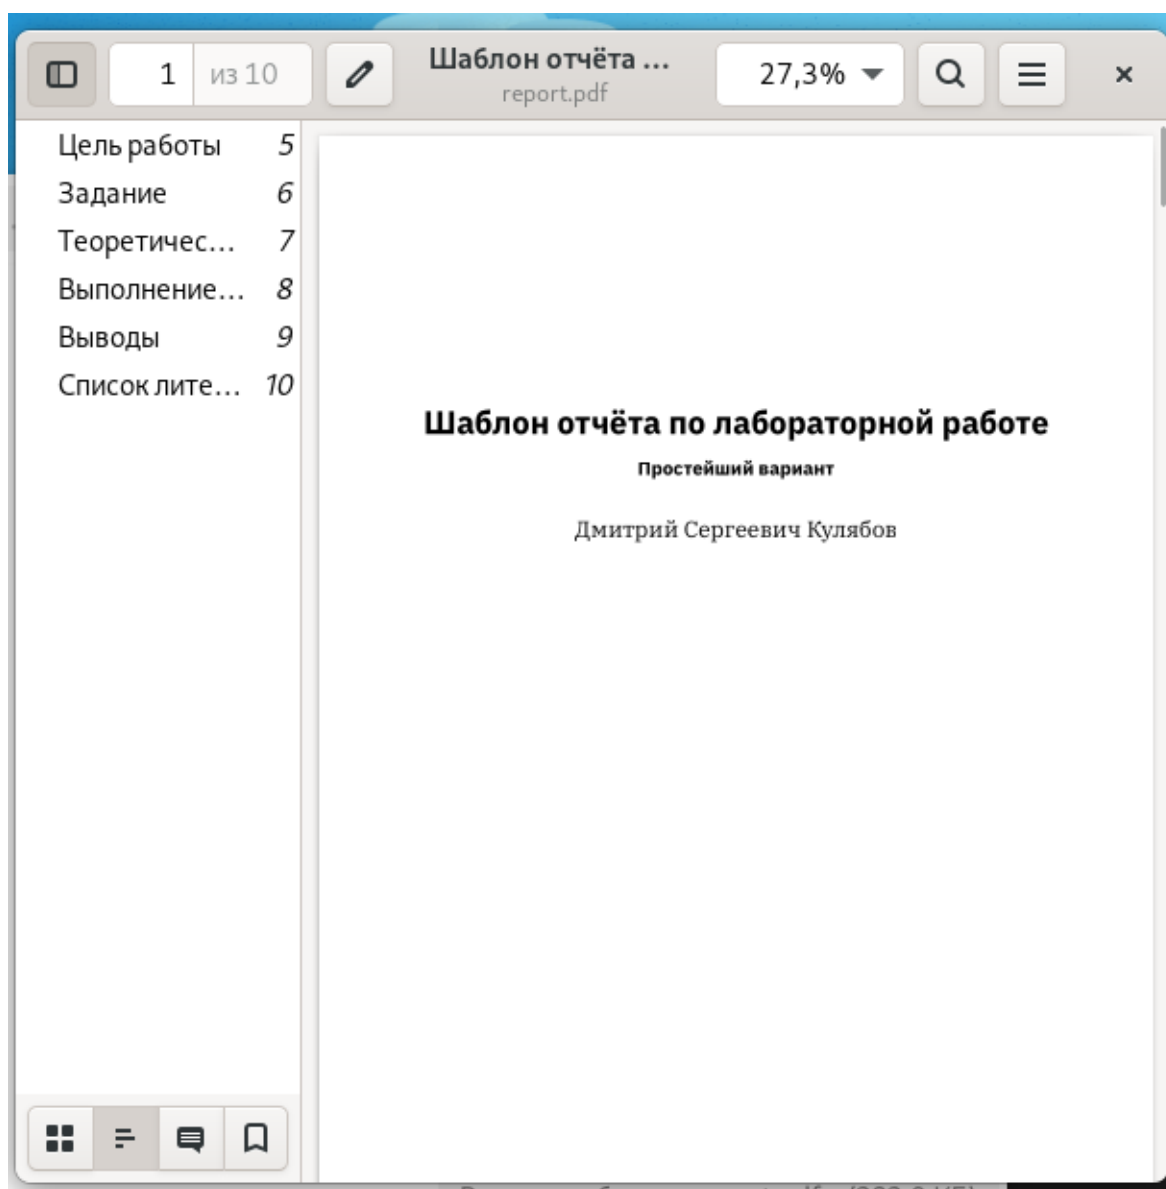 1 из 10
Шаблон отчёта ...
report.pdf
27,3%
Цель работы 5
Задание 6
Теоретичес... 7
Выполнение... 8
Выводы 9
Список лите... 10
Шаблон отчёта по лабораторной работе
Простейший вариант
Дмитрий Сергеевич Кулябов